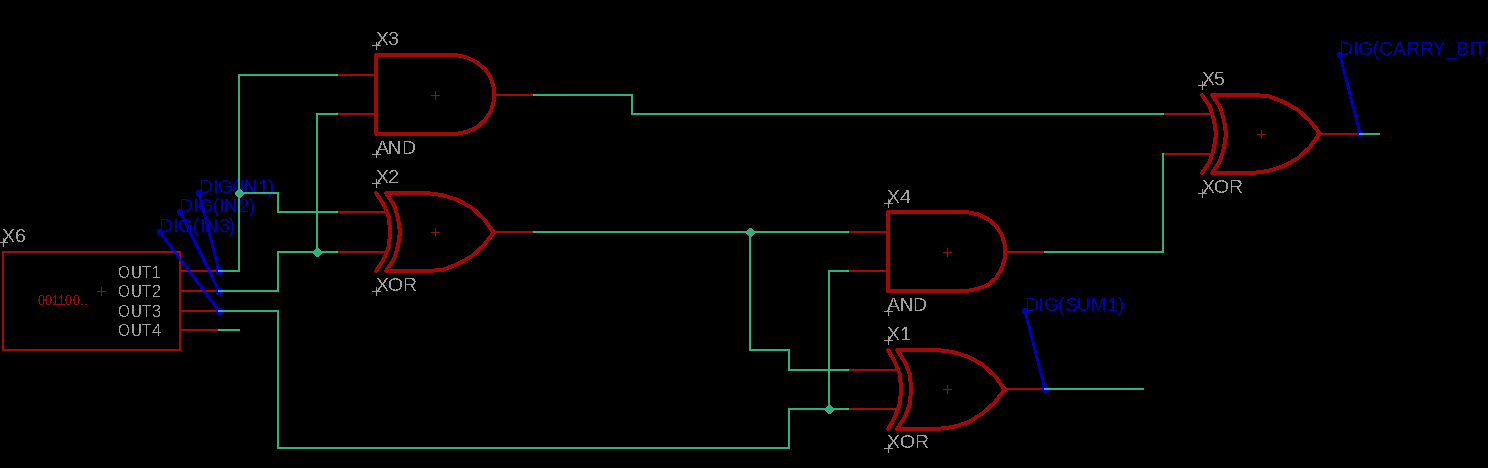 X3
DIG(CARRY_BIT
X5
AND
X2
DIG(IN1)
DIG(IN2)
DIG(IN3)
XOR
X4
X6
OUT1
OUT2
001100..
OUT3
OUT4
XOR
AND
DIG(SUM1)
X1
XOR